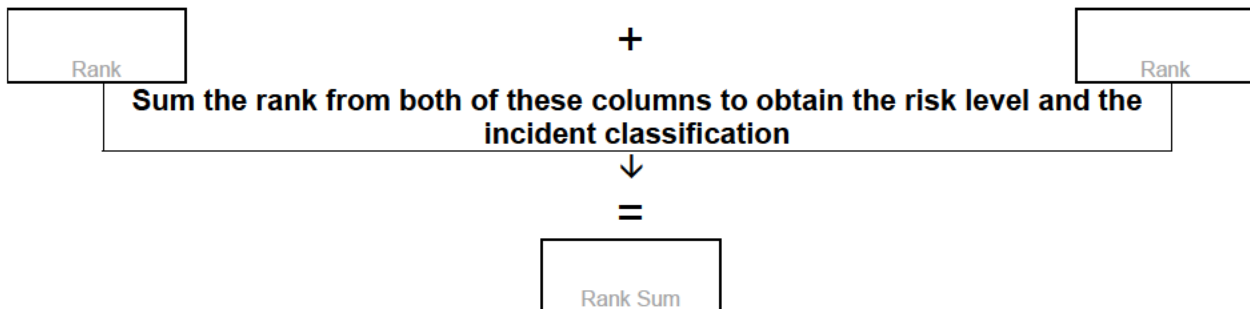 +
Rank
Rank
Sum the rank from both of these columns to obtain the risk level and the
incident classification
↓
=
Rank Sum